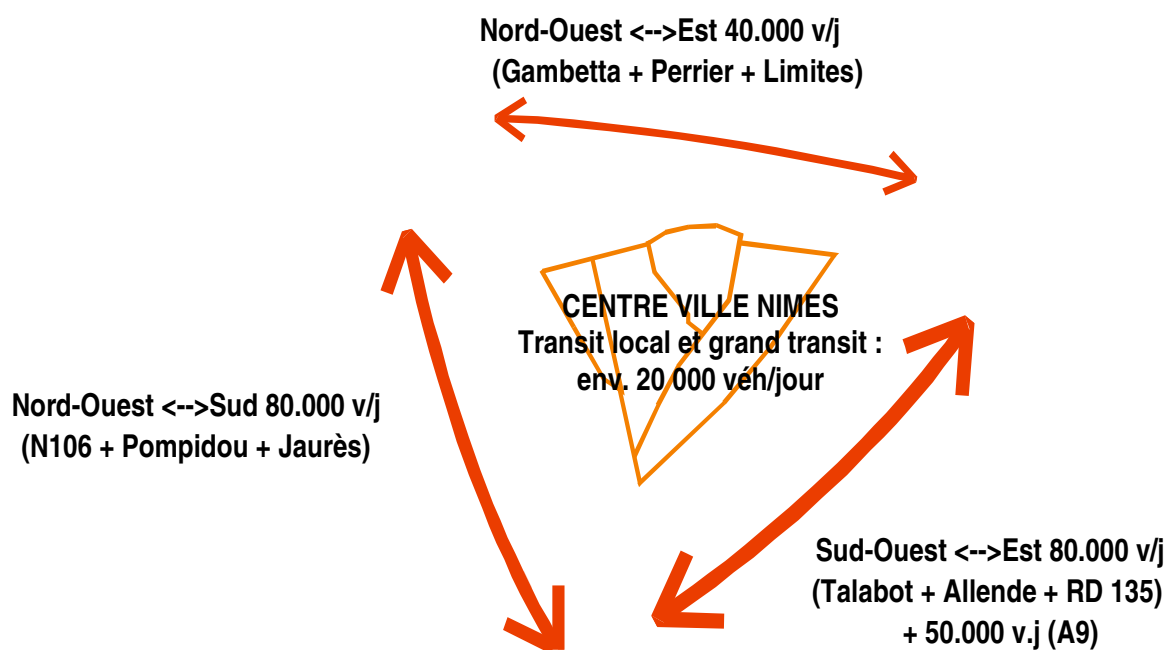 Nord-Ouest <-->Est 40.000 v/j
(Gambetta + Perrier + Limites)
CENTRE VILLE NIMES
Transit local et grand transit :
env. 20 000 véh/jour
Nord-Ouest <-->Sud 80.000 v/j
(N106 + Pompidou + Jaurès)
Sud-Ouest <-->Est 80.000 v/j
(Talabot + Allende + RD 135)
+ 50.000 v.j (A9)